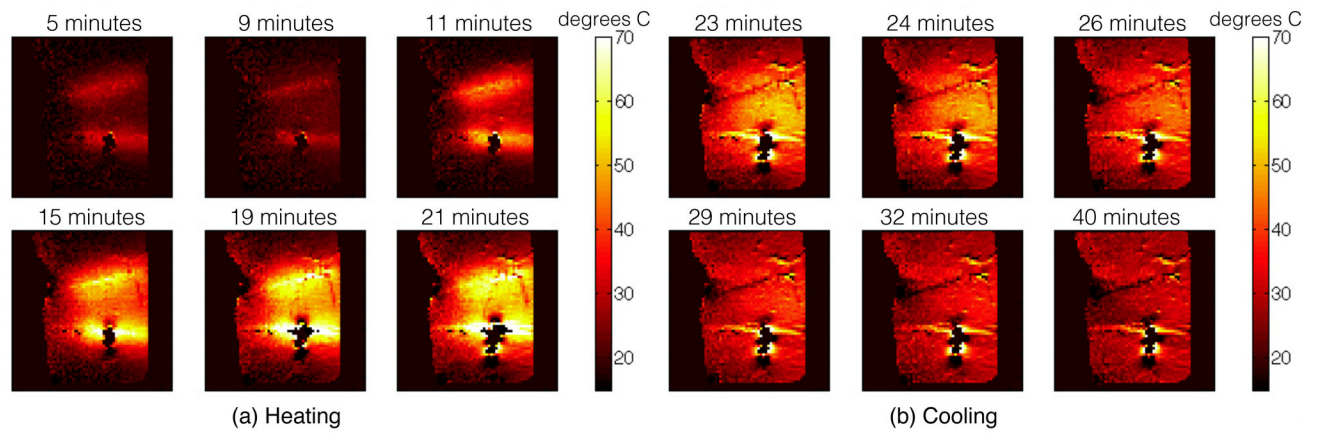 5 minutes
9 minutes
11 minutes
degrees C
70
60
50
40
30
20
15 minutes
19 minutes
21 minutes
(a) Heating
23 minutes
24 minutes
26 minutes
degrees C
70
60
50
40
30
20
29 minutes
32 minutes
40 minutes
(b) Cooling